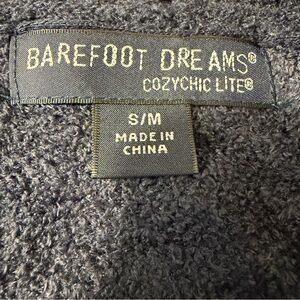 BAREFOOT DREAMS®
COZYCHIC LITE®
S/M
MADE IN
CHINA